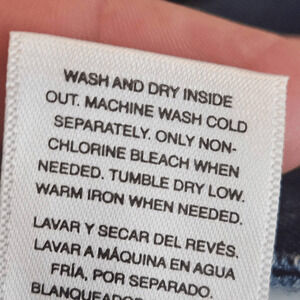 WASH AND DRY INSIDE
OUT. MACHINE WASH COLD
SEPARATELY. ONLY NON-
CHLORINE BLEACH WHEN
NEEDED. TUMBLE DRY LOW.
WARM IRON WHEN NEEDED.
LAVAR Y SECAR DEL REVÉS.
LAVAR A MÁQUINA EN AGUA
FRÍA, POR SEPARADO.